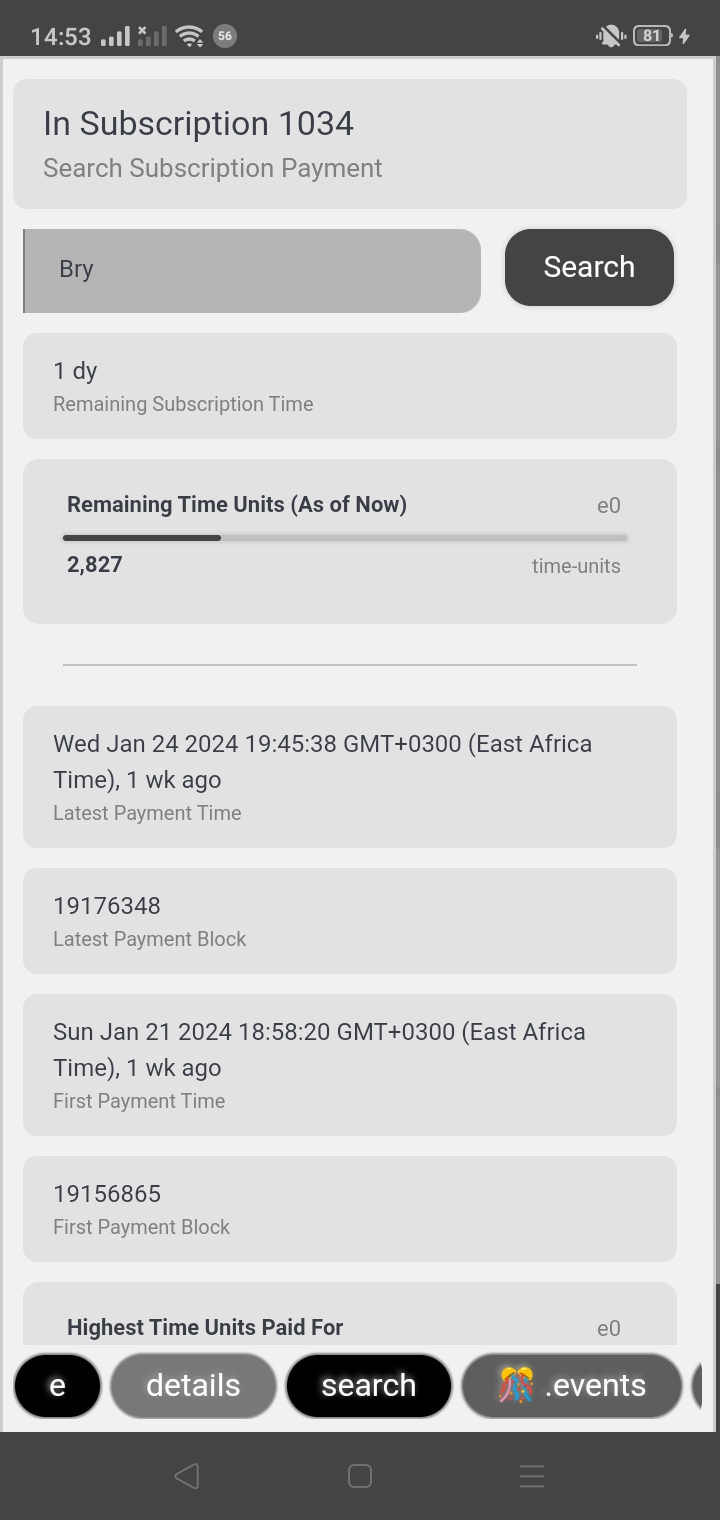 14:53
56
81
In Subscription 1034
Search Subscription Payment
Bry
Search
1 dy
Remaining Subscription Time
Remaining Time Units (As of Now)
e0
2,827
time-units
Wed Jan 24 2024 19:45:38 GMT+0300 (East Africa
Time), 1 wk ago
Latest Payment Time
19176348
Latest Payment Block
Sun Jan 21 2024 18:58:20 GMT+0300 (East Africa
Time), 1 wk ago
First Payment Time
19156865
First Payment Block
Highest Time Units Paid For
e0
e
details
search
🎊 .events